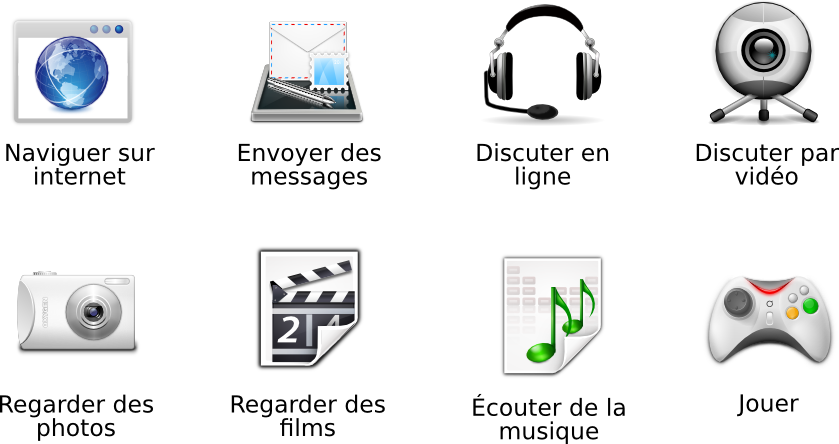 Naviguer sur
internet
Envoyer des
messages
Discuter en
ligne
Discuter par
vidéo
Regarder des
photos
2
Regarder des
films
Écouter de la
musique
Jouer